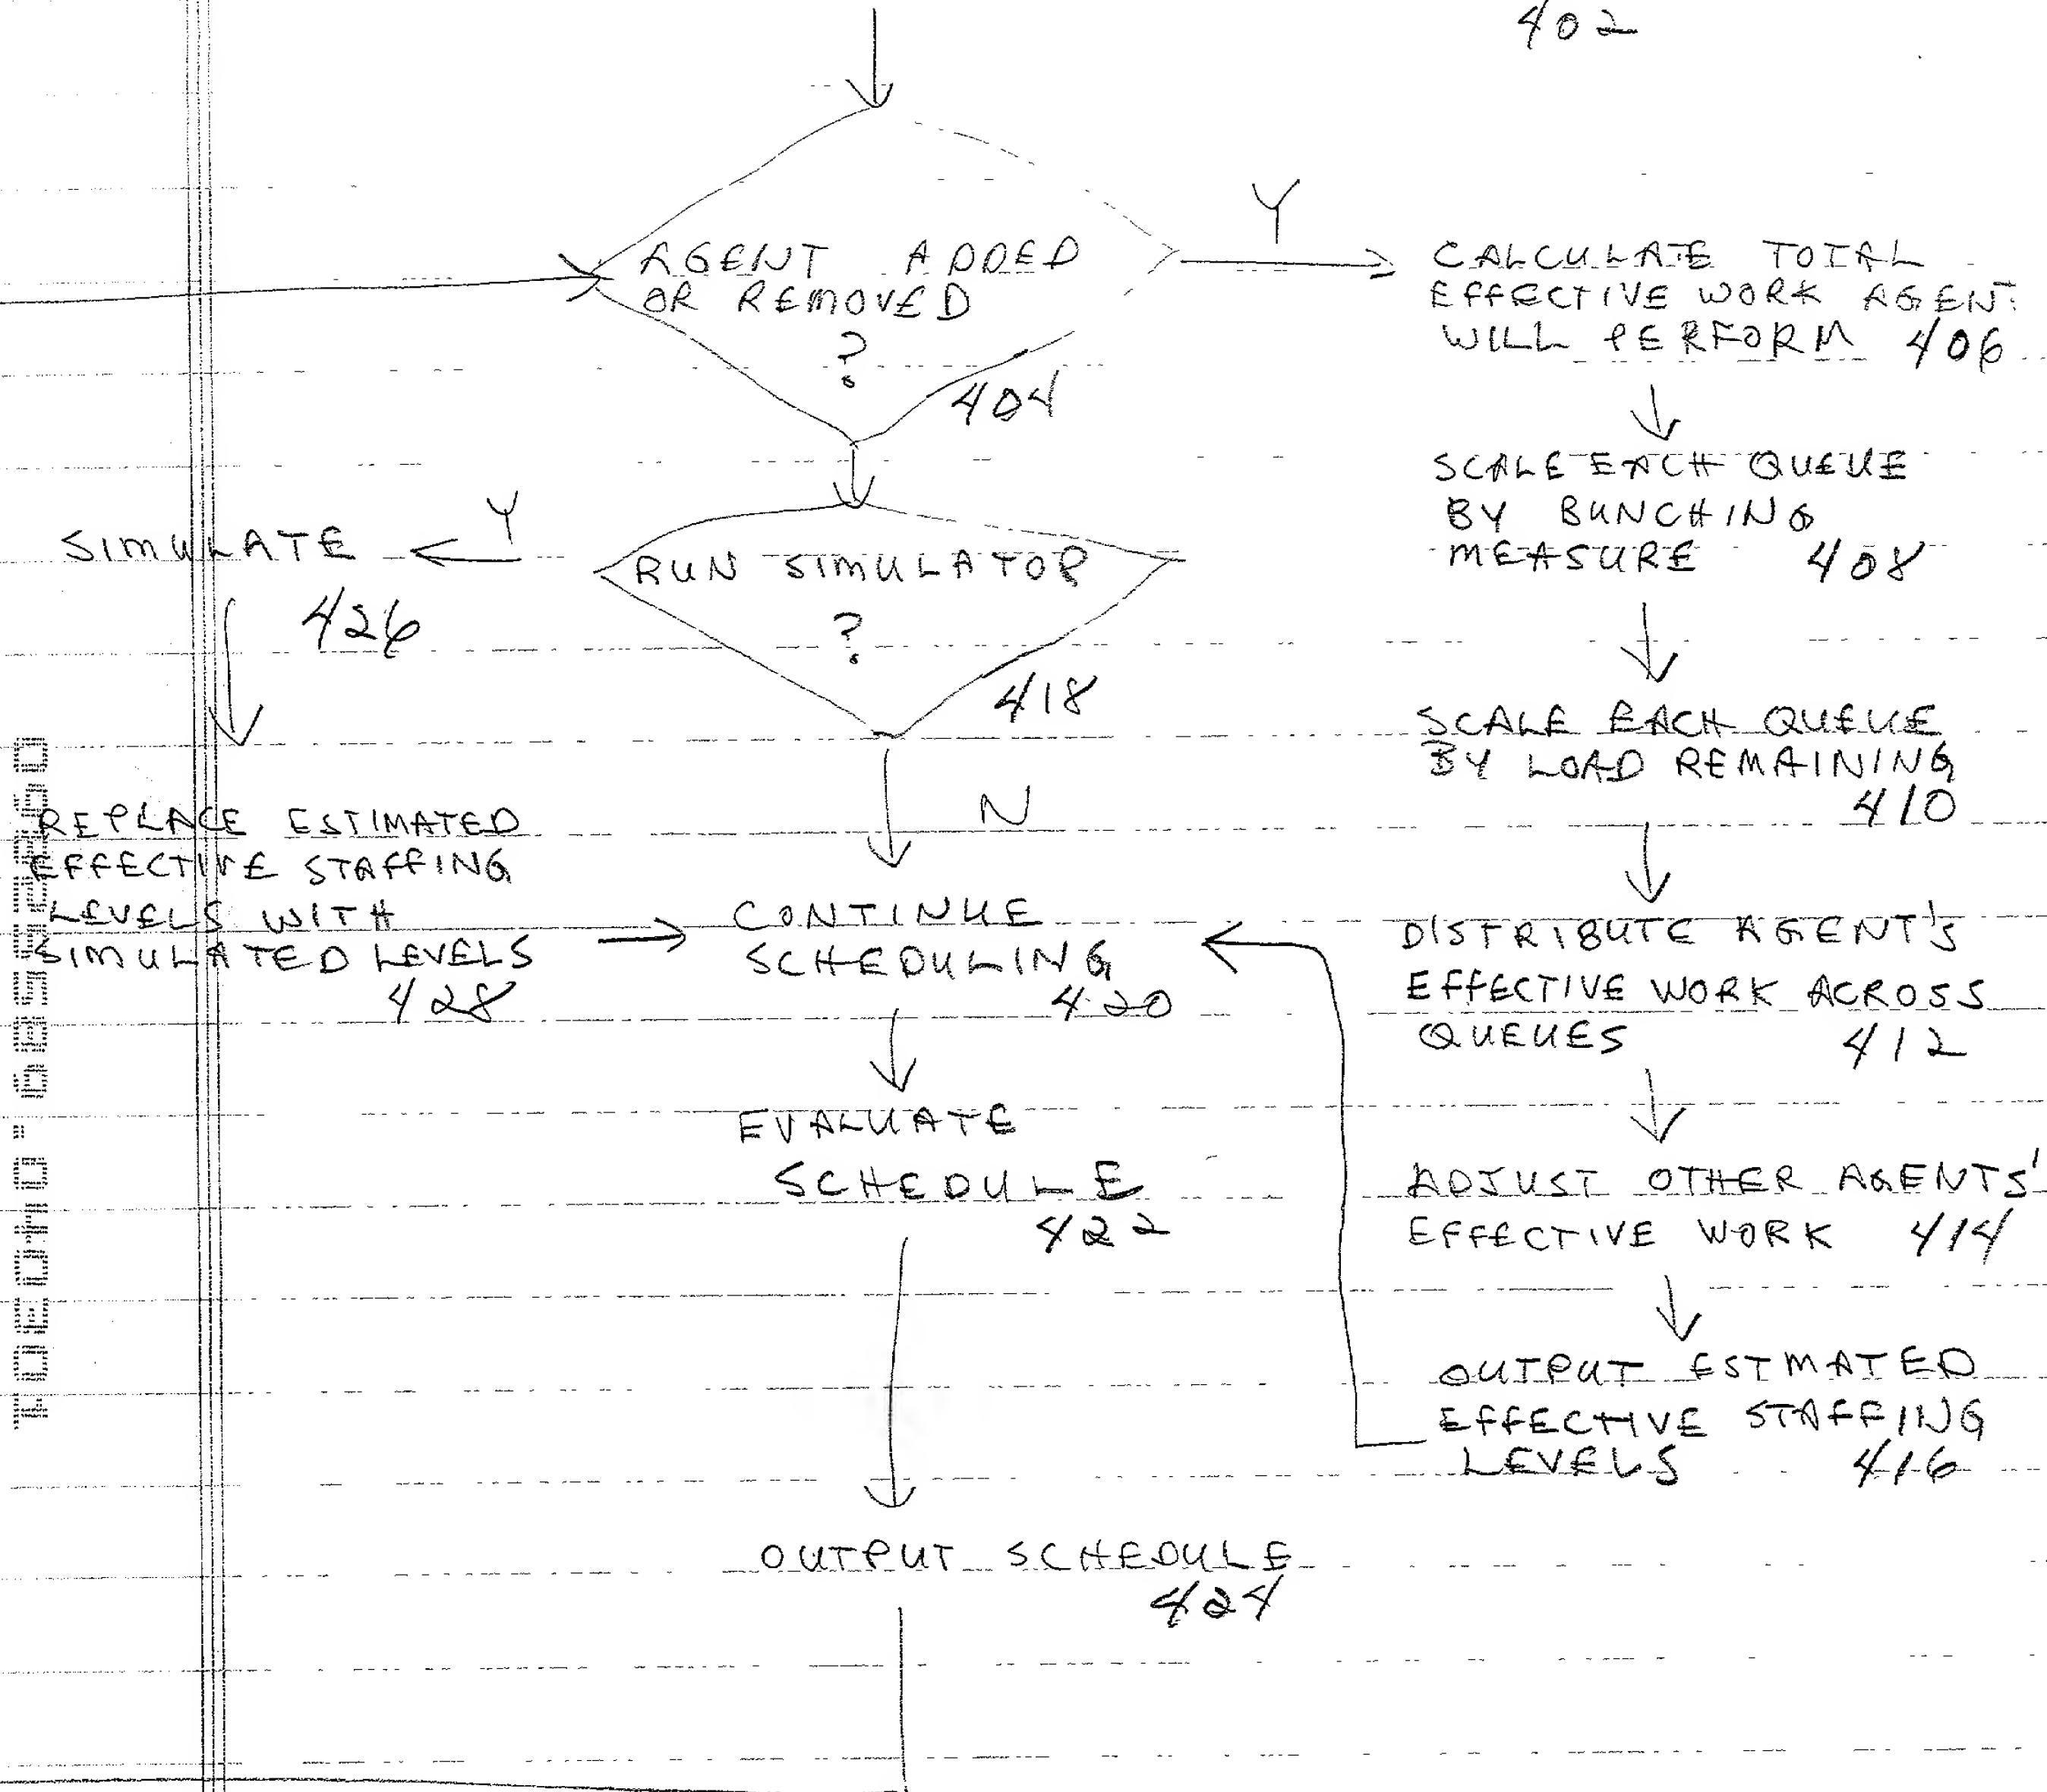 402
AGENT ADDED
OR REMOVED
?
404
Y
CALCULATE TOTAL
EFFECTIVE WORK AGENT
WILL PERFORM 406
SCALE EACH QUEUE
BY BUNCHING
MEASURE 408
SCALE EACH QUEUE
BY LOAD REMAINING
410
DISTRIBUTE AGENT'S
EFFECTIVE WORK ACROSS
QUEUES 412
ADJUST OTHER AGENTS'
EFFECTIVE WORK 414
OUTPUT ESTMATED
EFFECTIVE STAFFING
LEVELS 416
RUN SIMULATOR
?
418
Y
SIMULATE
426
REPLACE ESTIMATED
EFFECTIVE STAFFING
LEVELS WITH
SIMULATED LEVELS
428
N
CONTINUE
SCHEDULING
420
EVALUATE
SCHEDULE
422
OUTPUT SCHEDULE
424